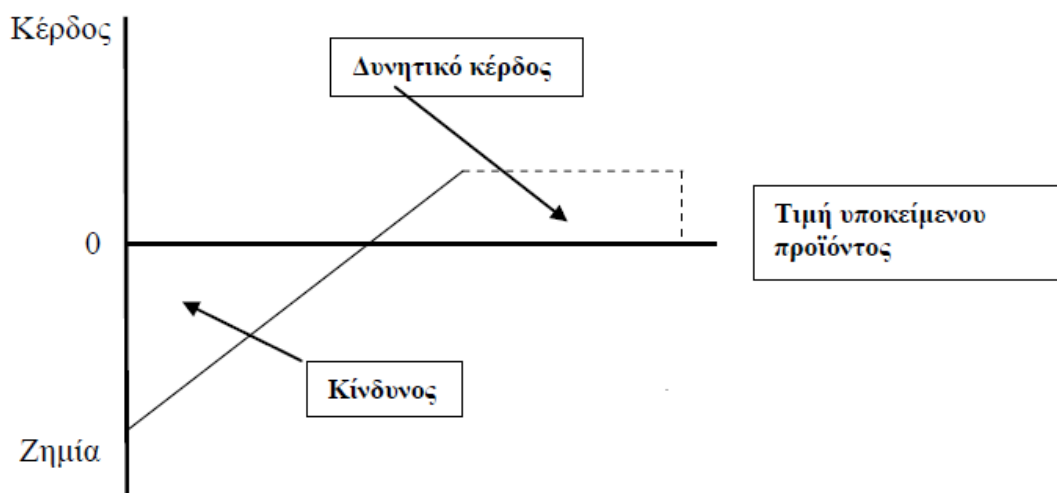 Κέρδος
Δυνητικό κέρδος
Τιμή υποκείμενου
προϊόντος
0
Κίνδυνος
Ζημία